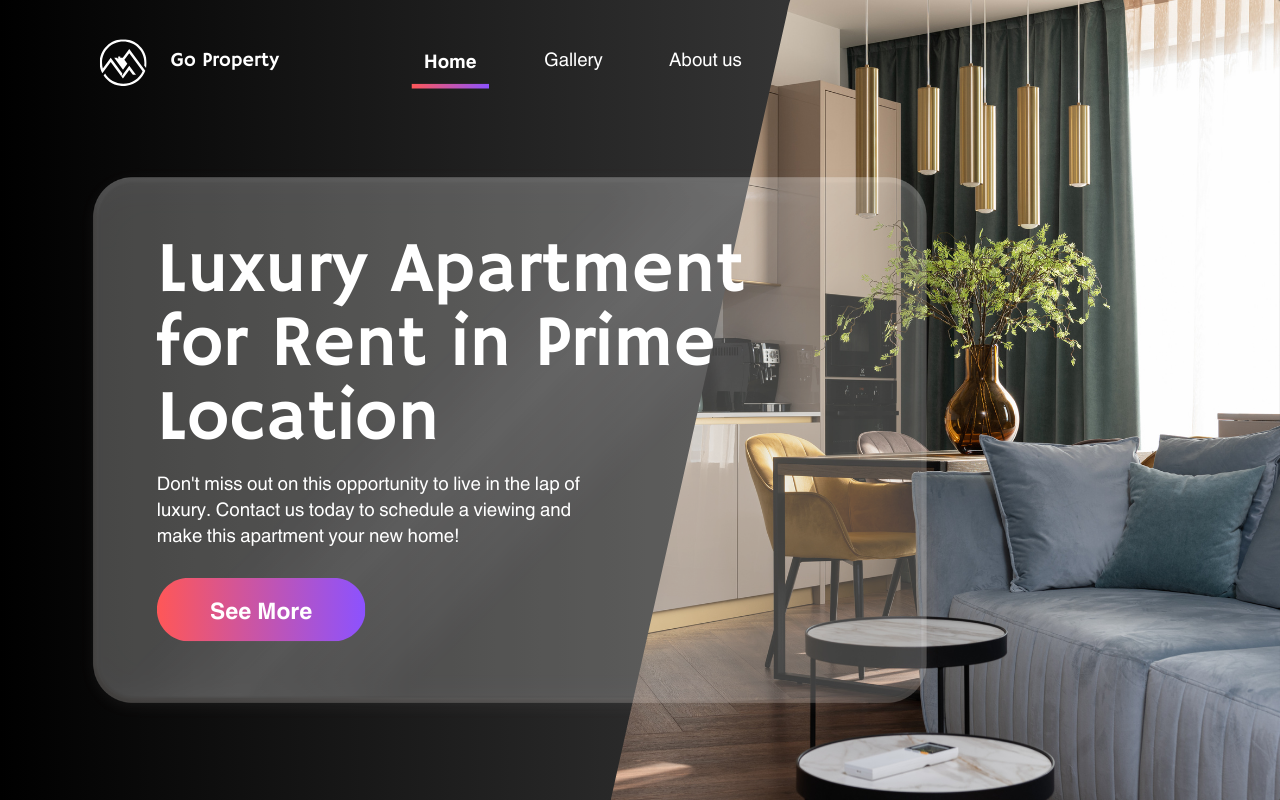 Go Property
Home
Gallery
About us
Luxury Apartment
for Rent in Prime
Location
Don't miss out on this opportunity to live in the lap of
luxury. Contact us today to schedule a viewing and
make this apartment your new home!
See More